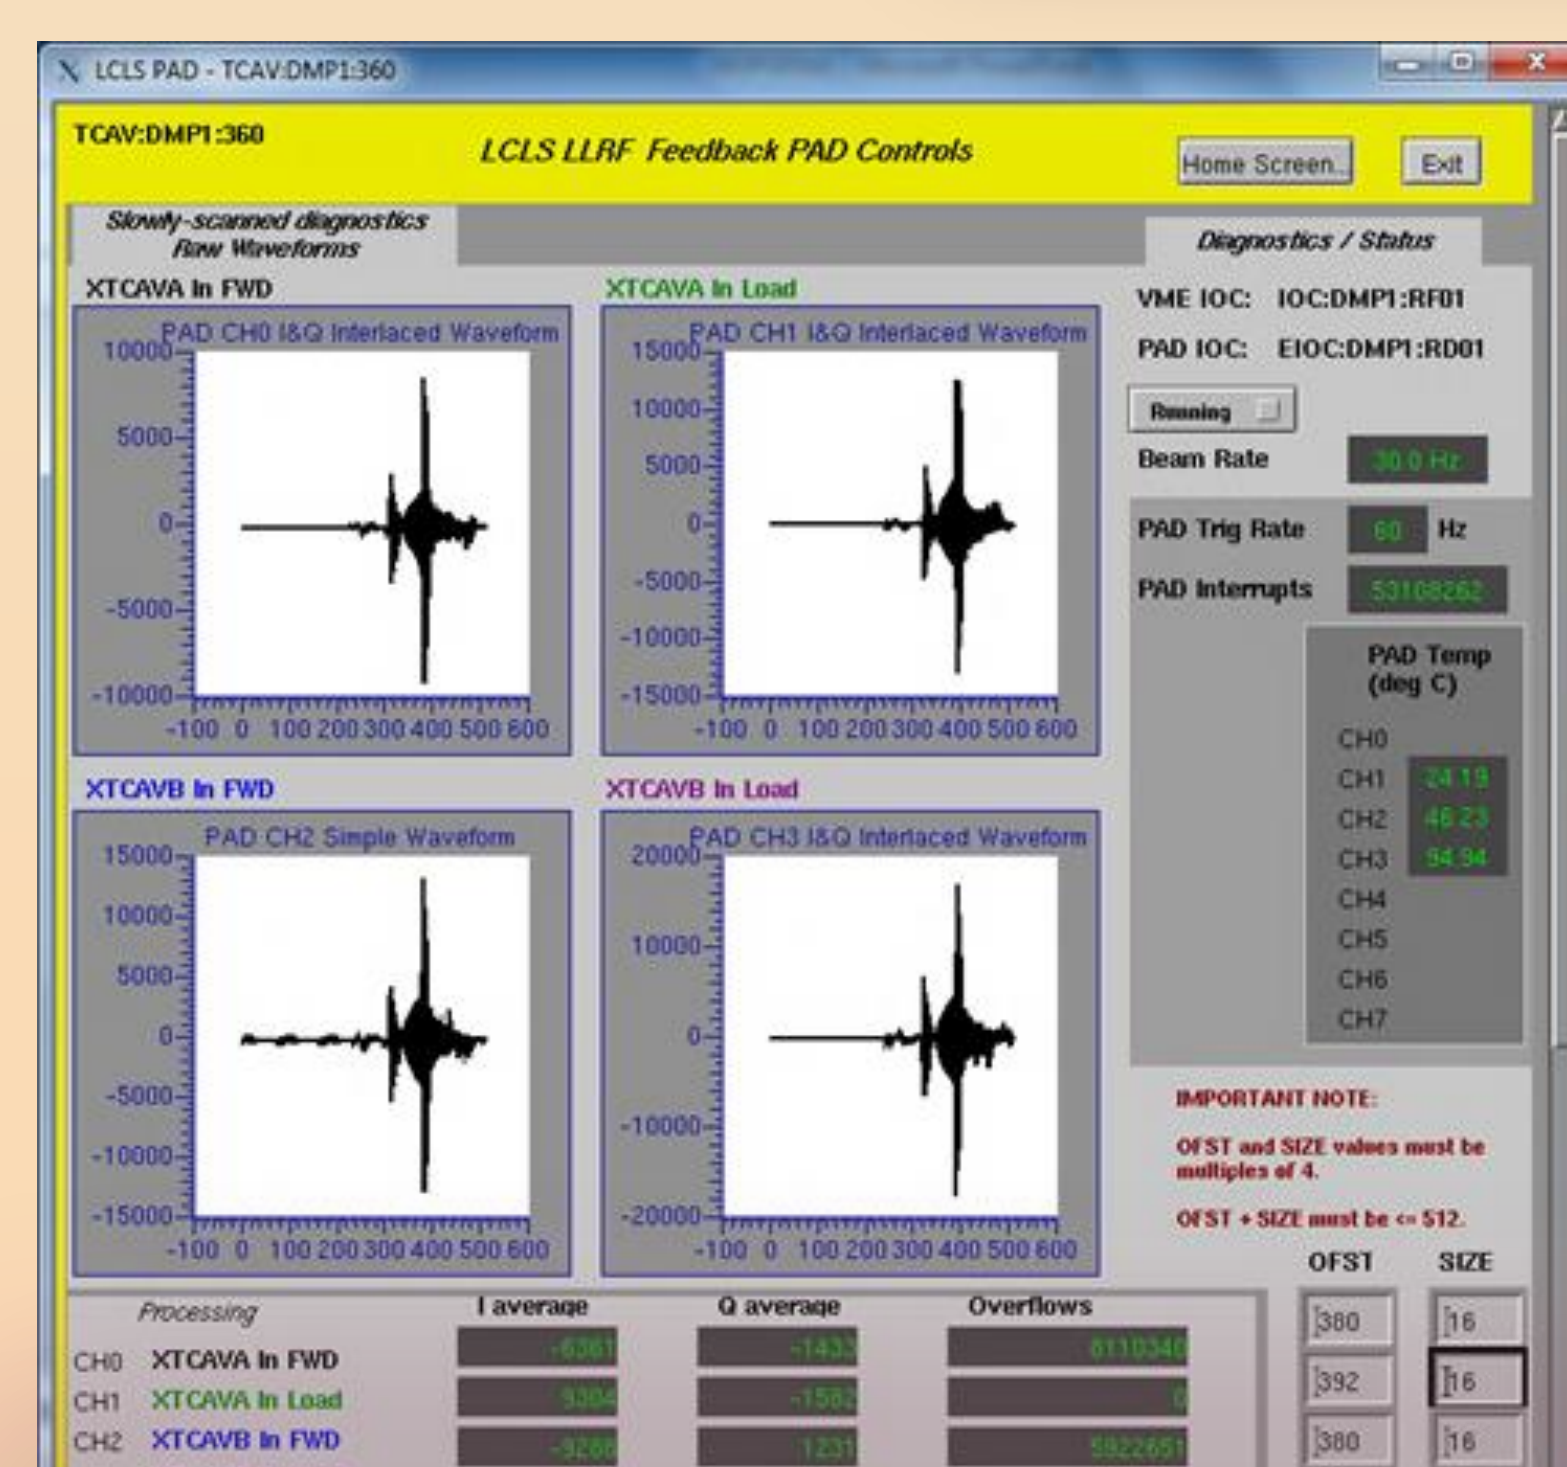 LCLS PAD - TCAV:DMP1:360
TCAV:DMP1:360
LCLS LLRF Feedback PAD Controls
Home Screen..
Exit
Slowly-scanned diagnostics
Raw Waveforms
Diagnostics / Status
XTCAVA In FWD
PAD CH0 I&Q Interlaced Waveform
10000
5000
0
-5000
-10000
-100 0 100 200 300 400 500 600
XTCAVA In Load
PAD CH1 I&Q Interlaced Waveform
15000
10000
5000
0
-5000
-10000
-15000
-100 0 100 200 300 400 500 600
VME IOC: IOC:DMP1:RF01
PAD IOC: EIOC:DMP1:RD01
Running
Beam Rate 30.0 Hz
PAD Trig Rate 60 Hz
PAD Interrupts 53108262
PAD Temp
(deg C)
CH0
CH1 24.19
CH2 46.23
CH3 94.94
CH4
CH5
CH6
CH7
XTCAVB In FWD
PAD CH2 Simple Waveform
15000
10000
5000
0
-5000
-10000
-15000
-100 0 100 200 300 400 500 600
XTCAVB In Load
PAD CH3 I&Q Interlaced Waveform
20000
10000
0
-10000
-20000
-100 0 100 200 300 400 500 600
IMPORTANT NOTE:
OFST and SIZE values must be
multiples of 4.
OFST + SIZE must be <= 512.
OFST SIZE
Processing I average Q average Overflows
CH0 XTCAVA In FWD -6361 -1433 6110346 380 16
CH1 XTCAVA In Load 9304 -1582 0 392 16
CH2 XTCAVB In FWD -9288 1231 5922651 380 16